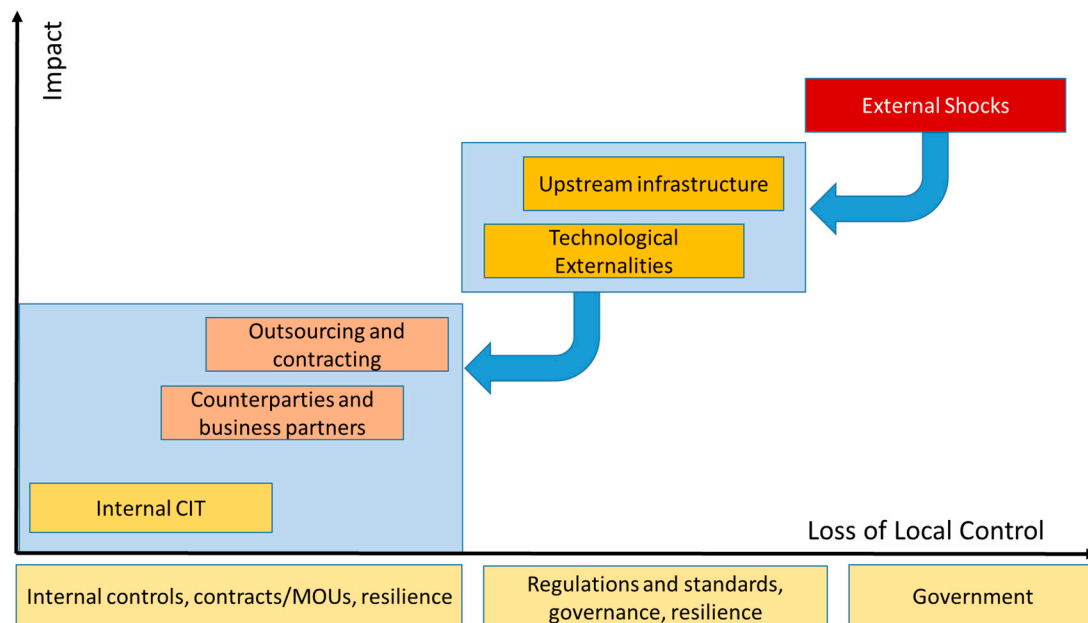 Impact
External Shocks
Upstream infrastructure
Technological
Externalities
Outsourcing and
contracting
Counterparties and
business partners
Internal CIT
Loss of Local Control
Internal controls, contracts/MOUs, resilience
Regulations and standards,
governance, resilience
Government